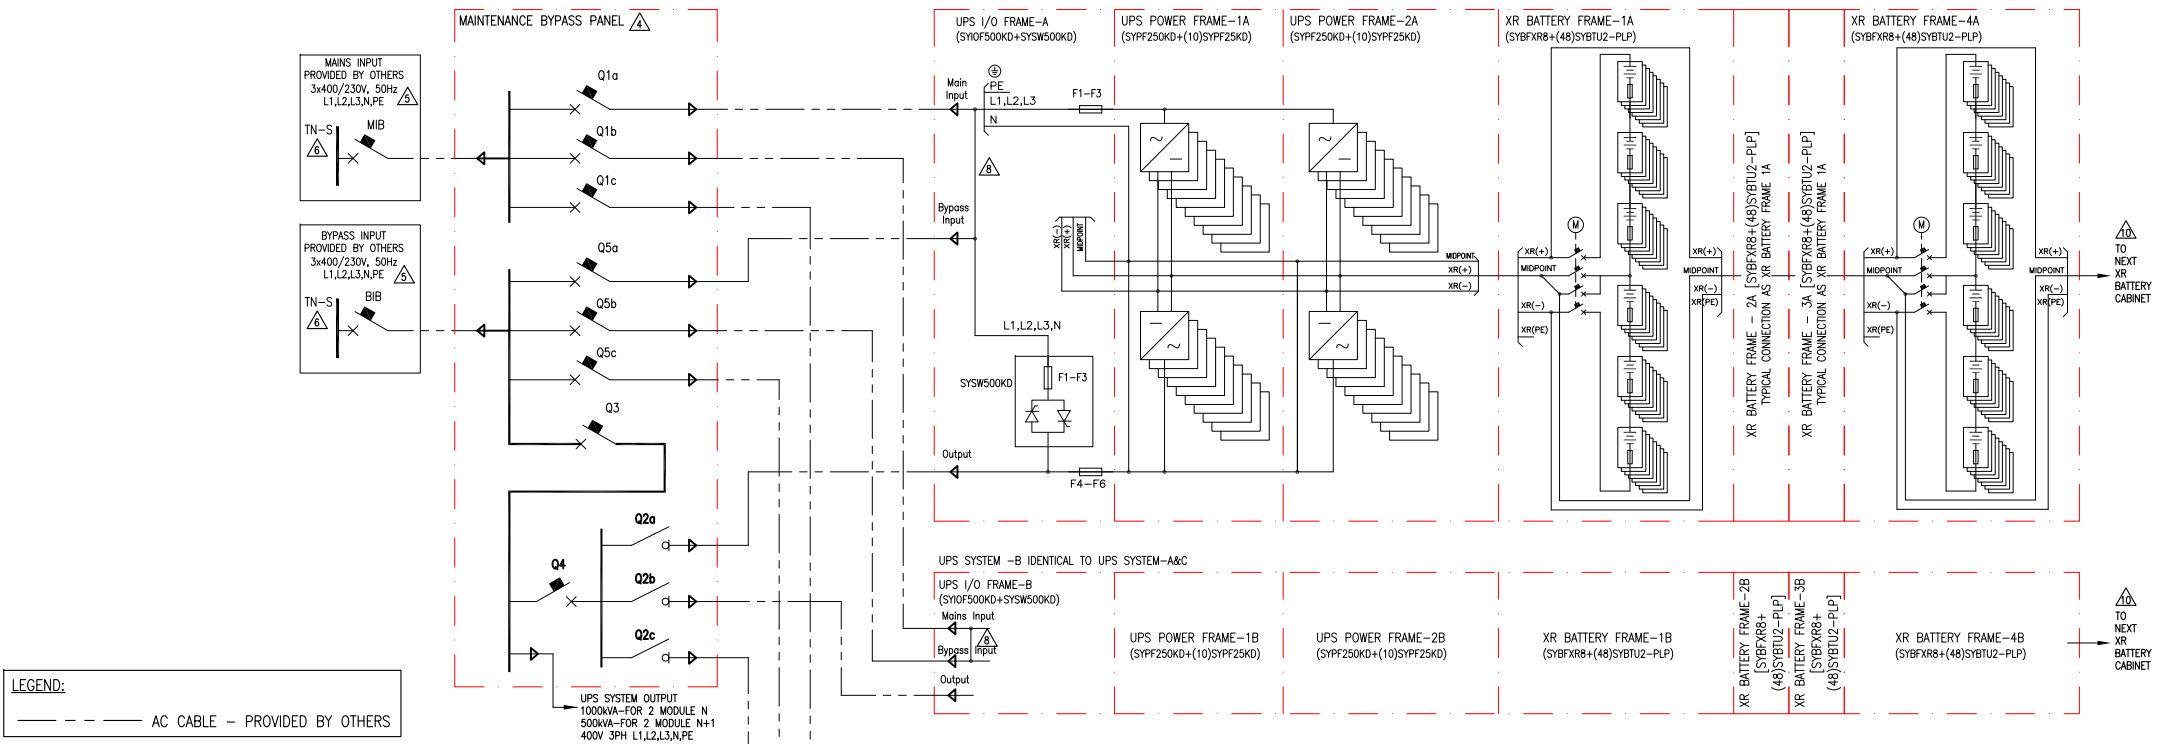 MAINTENANCE BYPASS PANEL 4
MAINS INPUT
PROVIDED BY OTHERS
3x400/230V, 50Hz
L1,L2,L3,N,PE 5
TN-S
6
MIB
BYPASS INPUT
PROVIDED BY OTHERS
3x400/230V, 50Hz
L1,L2,L3,N,PE 5
TN-S
6
BIB
Q1a
Q1b
Q1c
Q5a
Q5b
Q5c
Q3
Q2a
Q4
Q2b
Q2c
UPS SYSTEM OUTPUT
1000kVA-FOR 2 MODULE N
500kVA-FOR 2 MODULE N+1
400V 3PH L1,L2,L3,N,PE
LEGEND:
AC CABLE - PROVIDED BY OTHERS
UPS I/O FRAME-A
(SYIOF500KD+SYSW500KD)
Main
Input
PE
L1,L2,L3
N
F1-F3
8
Bypass
Input
XR(-)
XR(+)
MIDPOINT
L1,L2,L3,N
SYSW500KD
F1-F3
Output
F4-F6
UPS POWER FRAME-1A
(SYPF250KD+(10)SYPF25KD)
UPS POWER FRAME-2A
(SYPF250KD+(10)SYPF25KD)
MIDPOINT
XR(+)
XR(-)
XR BATTERY FRAME-1A
(SYBFXR8+(48)SYBTU2-PLP)
M
XR(+)
MIDPOINT
XR(-)
XR(PE)
XR(+)
MIDPOINT
XR(-)
XR(PE)
XR BATTERY FRAME - 2A [SYBFXR8+(48)SYBTU2-PLP]
TYPICAL CONNECTION AS XR BATTERY FRAME 1A
XR BATTERY FRAME - 3A [SYBFXR8+(48)SYBTU2-PLP]
TYPICAL CONNECTION AS XR BATTERY FRAME 1A
XR BATTERY FRAME-4A
(SYBFXR8+(48)SYBTU2-PLP)
M
XR(+)
MIDPOINT
XR(-)
XR(PE)
XR(+)
MIDPOINT
XR(-)
XR(PE)
10
TO
NEXT
XR
BATTERY
CABINET
UPS SYSTEM -B IDENTICAL TO UPS SYSTEM-A&C
UPS I/O FRAME-B
(SYIOF500KD+SYSW500KD)
Mains Input
8
Bypass Input
Output
UPS POWER FRAME-1B
(SYPF250KD+(10)SYPF25KD)
UPS POWER FRAME-2B
(SYPF250KD+(10)SYPF25KD)
XR BATTERY FRAME-1B
(SYBFXR8+(48)SYBTU2-PLP)
XR BATTERY FRAME-2B
[SYBFXR8+
(48)SYBTU2-PLP]
XR BATTERY FRAME-3B
[SYBFXR8+
(48)SYBTU2-PLP]
XR BATTERY FRAME-4B
(SYBFXR8+(48)SYBTU2-PLP)
10
TO
NEXT
XR
BATTERY
CABINET